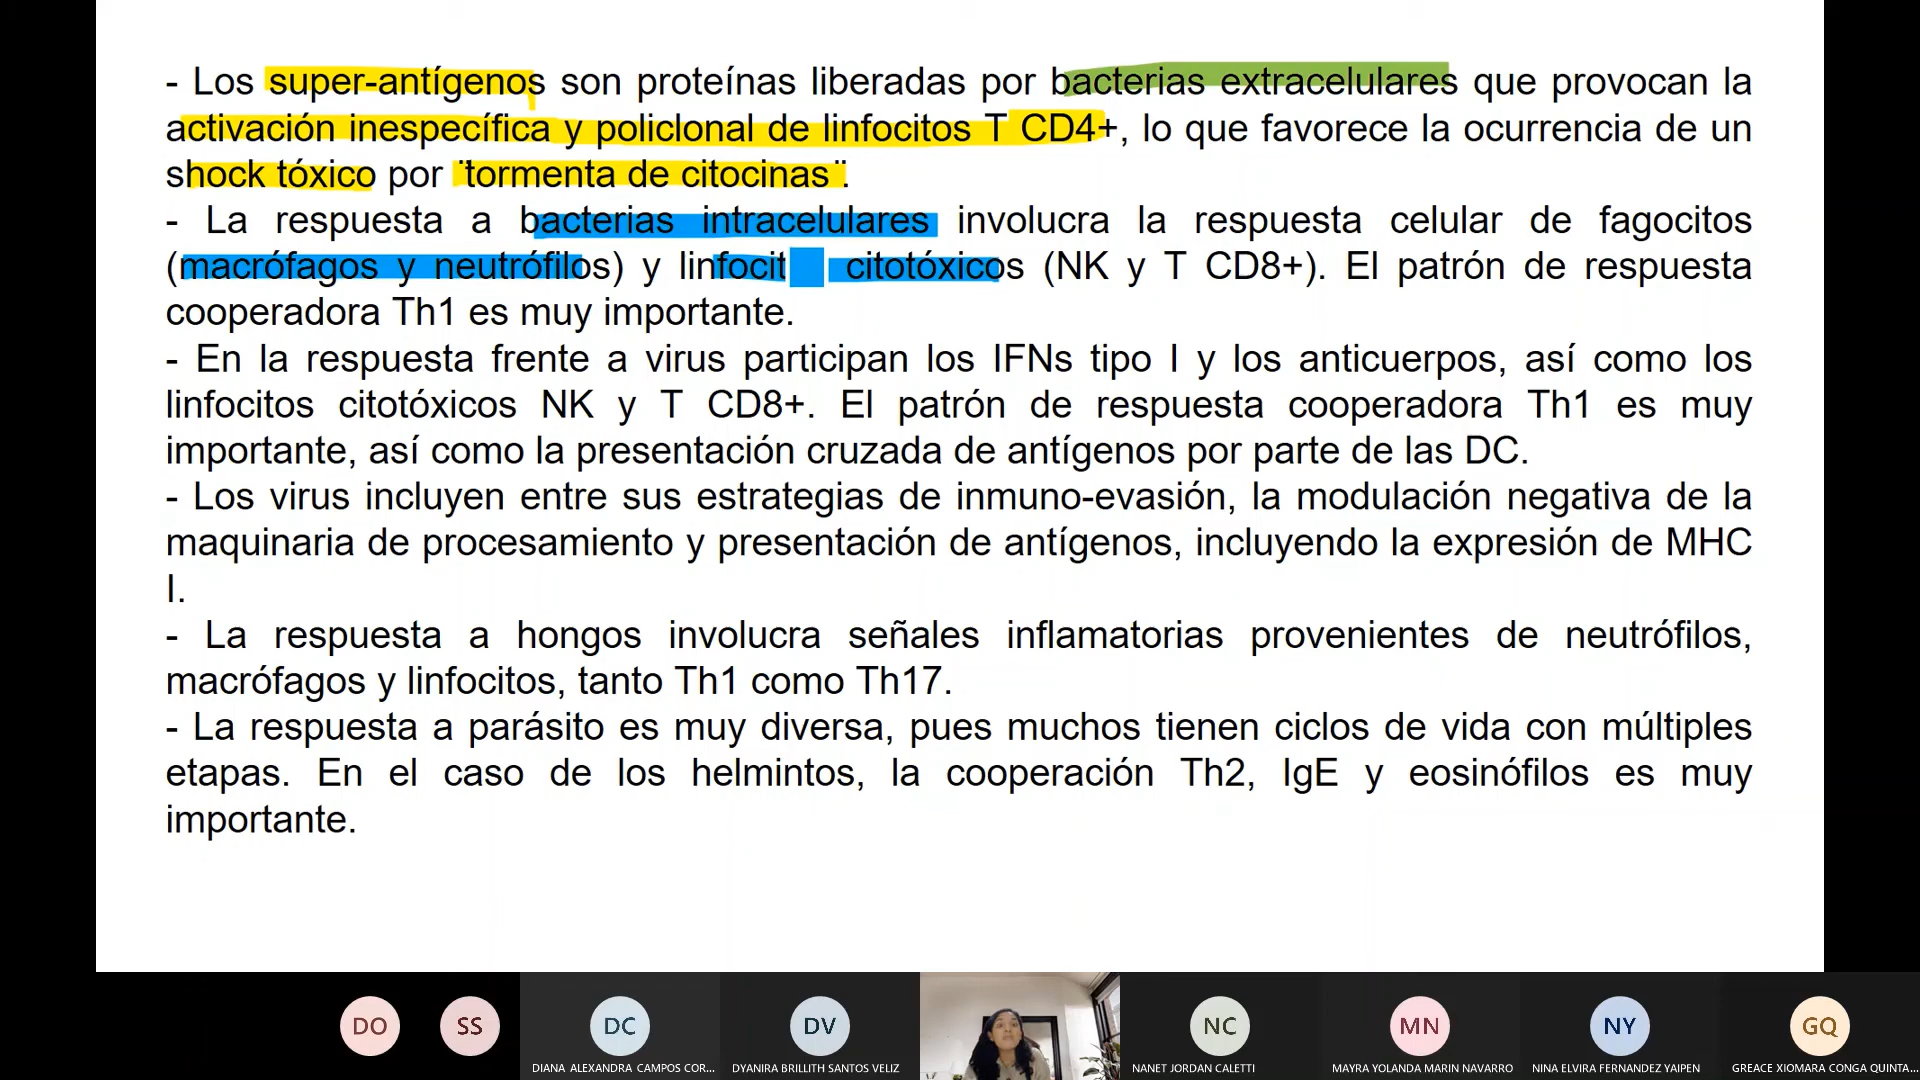 - Los super-antígenos son proteínas liberadas por bacterias extracelulares que provocan la
activación inespecífica y policlonal de linfocitos T CD4+, lo que favorece la ocurrencia de un
shock tóxico por ¨tormenta de citocinas¨.
- La respuesta a bacterias intracelulares involucra la respuesta celular de fagocitos
(macrófagos y neutrófilos) y linfocit citotóxicos (NK y T CD8+). El patrón de respuesta
cooperadora Th1 es muy importante.
- En la respuesta frente a virus participan los IFNs tipo I y los anticuerpos, así como los
linfocitos citotóxicos NK y T CD8+. El patrón de respuesta cooperadora Th1 es muy
importante, así como la presentación cruzada de antígenos por parte de las DC.
- Los virus incluyen entre sus estrategias de inmuno-evasión, la modulación negativa de la
maquinaria de procesamiento y presentación de antígenos, incluyendo la expresión de MHC
I.
- La respuesta a hongos involucra señales inflamatorias provenientes de neutrófilos,
macrófagos y linfocitos, tanto Th1 como Th17.
- La respuesta a parásito es muy diversa, pues muchos tienen ciclos de vida con múltiples
etapas. En el caso de los helmintos, la cooperación Th2, IgE y eosinófilos es muy
importante.
DO SS DC DV NC MN NY GQ
DIANA ALEXANDRA CAMPOS COR... DYANIRA BRILLITH SANTOS VELIZ NANET JORDAN CALETTI MAYRA YOLANDA MARIN NAVARRO NINA ELVIRA FERNANDEZ YAIPEN GREACE XIOMARA CONGA QUINTA...